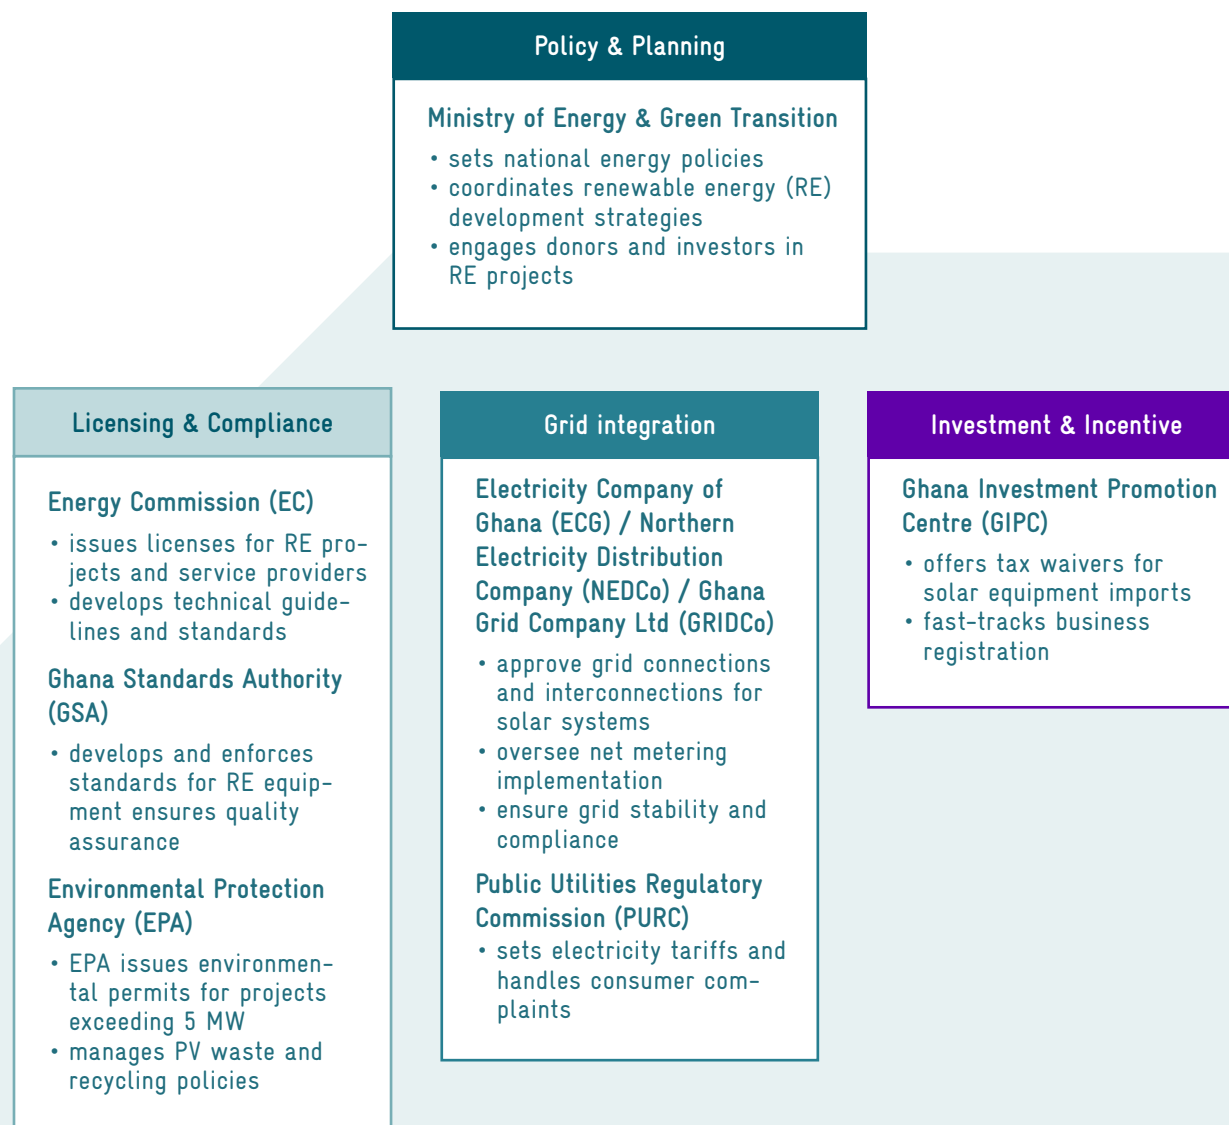 Policy & Planning
Ministry of Energy & Green Transition
• sets national energy policies
• coordinates renewable energy (RE)
development strategies
• engages donors and investors in
RE projects
Licensing & Compliance
Energy Commission (EC)
• issues licenses for RE pro-
jects and service providers
• develops technical guide-
lines and standards
Ghana Standards Authority
(GSA)
• develops and enforces
standards for RE equip-
ment ensures quality
assurance
Environmental Protection
Agency (EPA)
• EPA issues environmen-
tal permits for projects
exceeding 5 MW
• manages PV waste and
recycling policies
Grid integration
Electricity Company of
Ghana (ECG) / Northern
Electricity Distribution
Company (NEDCo) / Ghana
Grid Company Ltd (GRIDCo)
• approve grid connections
and interconnections for
solar systems
• oversee net metering
implementation
• ensure grid stability and
compliance
Public Utilities Regulatory
Commission (PURC)
• sets electricity tariffs and
handles consumer com-
plaints
Investment & Incentive
Ghana Investment Promotion
Centre (GIPC)
• offers tax waivers for
solar equipment imports
• fast-tracks business
registration